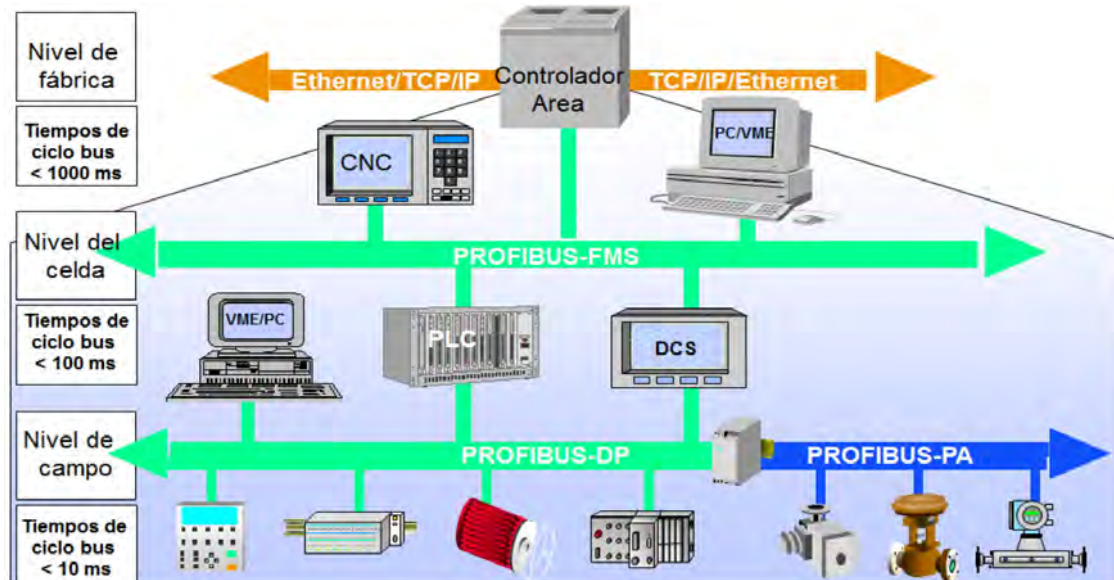 Nivel de
fábrica
Ethernet/TCP/IP
Controlador
Area
TCP/IP/Ethernet
Tiempos de
ciclo bus
< 1000 ms
CNC
PC/VME
Nivel del
celda
PROFIBUS-FMS
Tiempos de
ciclo bus
< 100 ms
VME/PC
PLC
DCS
Nivel de
campo
PROFIBUS-DP
PROFIBUS-PA
Tiempos de
ciclo bus
< 10 ms